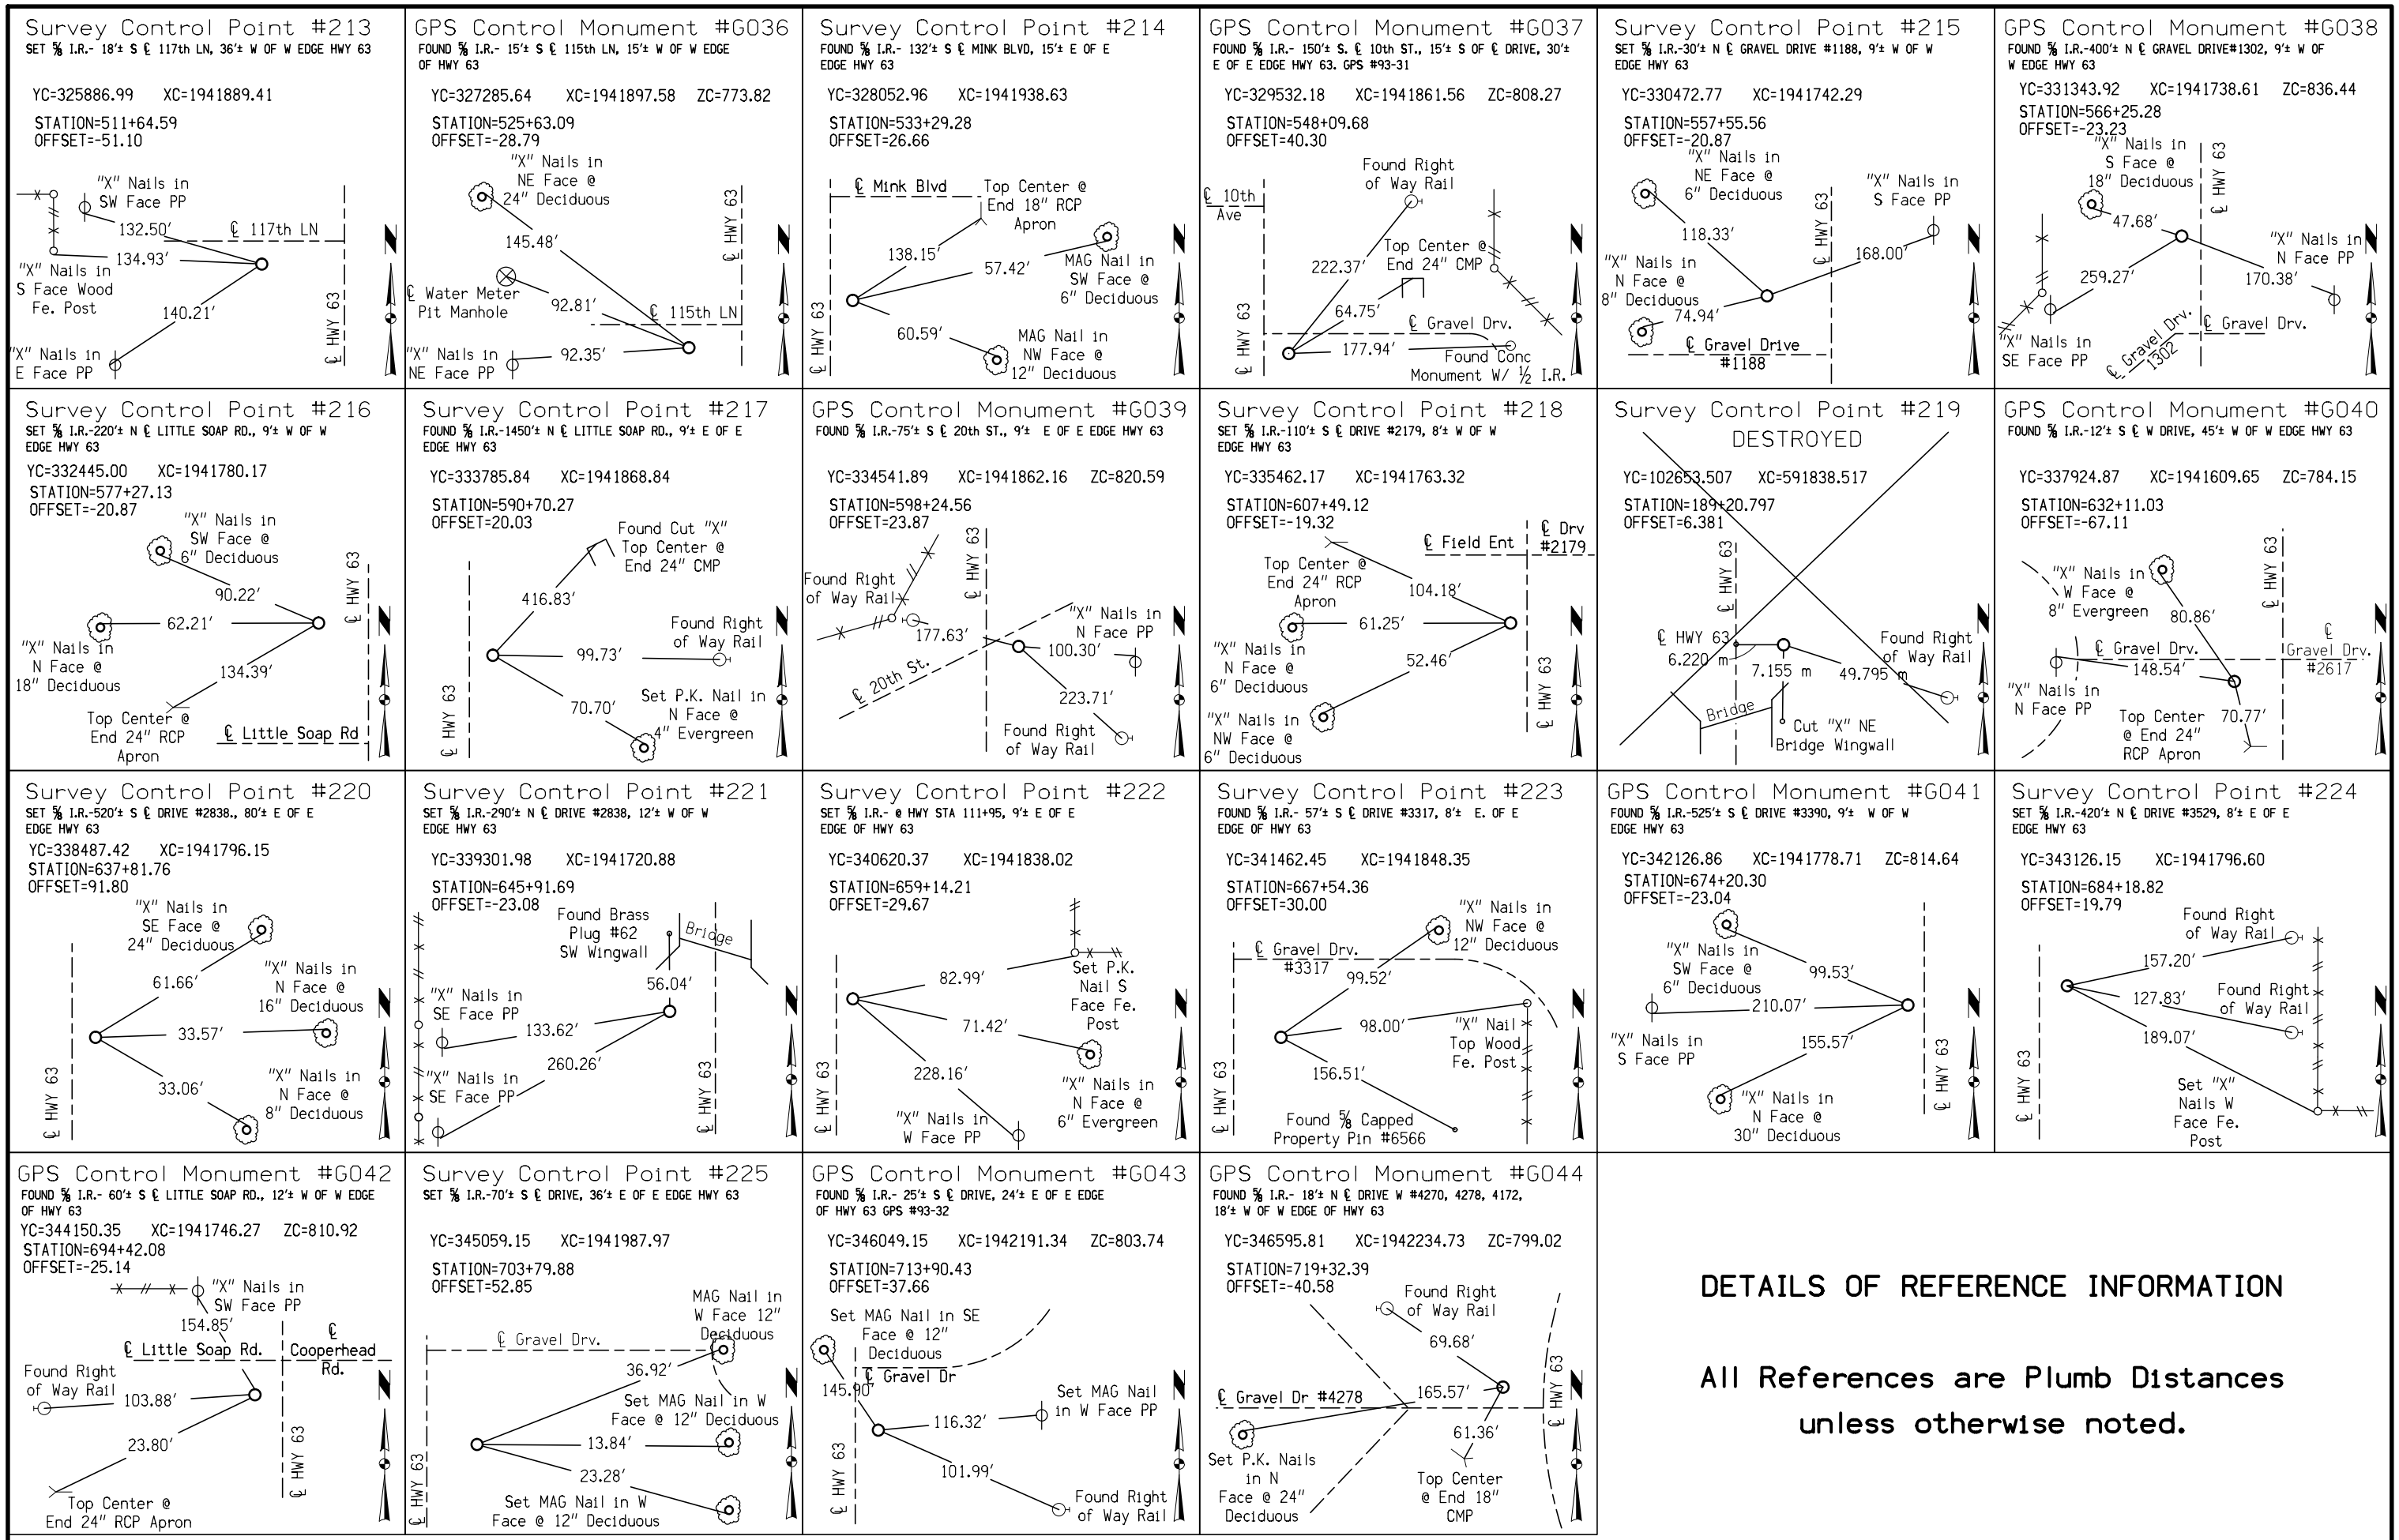 Survey Control Point #213
SET ⅝ I.R.- 18'± S ℄ 117th LN, 36'± W OF W EDGE HWY 63
YC=325886.99 XC=1941889.41
STATION=511+64.59
OFFSET=-51.10
"X" Nails in
SW Face PP
132.50'
℄ 117th LN
134.93'
"X" Nails in
S Face Wood
Fe. Post
140.21'
℄ HWY 63
"X" Nails in
E Face PP
GPS Control Monument #G036
FOUND ⅝ I.R.- 15'± S ℄ 115th LN, 15'± W OF W EDGE
OF HWY 63
YC=327285.64 XC=1941897.58 ZC=773.82
STATION=525+63.09
OFFSET=-28.79
"X" Nails in
NE Face @
24" Deciduous
℄ HWY 63
145.48'
℄ Water Meter
Pit Manhole
92.81'
℄ 115th LN
"X" Nails in
NE Face PP
92.35'
Survey Control Point #214
FOUND ⅝ I.R.- 132'± S ℄ MINK BLVD, 15'± E OF E
EDGE HWY 63
YC=328052.96 XC=1941938.63
STATION=533+29.28
OFFSET=26.66
℄ Mink Blvd
Top Center @
End 18" RCP
Apron
138.15'
57.42'
MAG Nail in
SW Face @
6" Deciduous
60.59'
℄ HWY 63
MAG Nail in
NW Face @
12" Deciduous
GPS Control Monument #G037
FOUND ⅝ I.R.- 150'± S. ℄ 10th ST., 15'± S OF ℄ DRIVE, 30'±
E OF E EDGE HWY 63. GPS #93-31
YC=329532.18 XC=1941861.56 ZC=808.27
STATION=548+09.68
OFFSET=40.30
Found Right
of Way Rail
℄ 10th
Ave
Top Center @
End 24" CMP
222.37'
64.75'
℄ Gravel Drv.
℄ HWY 63
177.94'
Found Conc
Monument W/ ½ I.R.
Survey Control Point #215
SET ⅝ I.R.-30'± N ℄ GRAVEL DRIVE #1188, 9'± W OF W
EDGE HWY 63
YC=330472.77 XC=1941742.29
STATION=557+55.56
OFFSET=-20.87
"X" Nails in
NE Face @
6" Deciduous
"X" Nails in
S Face PP
118.33'
℄ HWY 63
168.00'
"X" Nails in
N Face @
8" Deciduous
74.94'
℄ Gravel Drive
#1188
GPS Control Monument #G038
FOUND ⅝ I.R.-400'± N ℄ GRAVEL DRIVE#1302, 9'± W OF
W EDGE HWY 63
YC=331343.92 XC=1941738.61 ZC=836.44
STATION=566+25.28
OFFSET=-23.23
"X" Nails in
S Face @
18" Deciduous
℄ HWY 63
47.68'
"X" Nails in
N Face PP
259.27'
170.38'
℄ Gravel Drv.
1302
℄ Gravel Drv.
"X" Nails in
SE Face PP
Survey Control Point #216
SET ⅝ I.R.-220'± N ℄ LITTLE SOAP RD., 9'± W OF W
EDGE HWY 63
YC=332445.00 XC=1941780.17
STATION=577+27.13
OFFSET=-20.87
"X" Nails in
SW Face @
6" Deciduous
℄ HWY 63
90.22'
62.21'
"X" Nails in
N Face @
18" Deciduous
134.39'
Top Center @
End 24" RCP
Apron
℄ Little Soap Rd
Survey Control Point #217
FOUND ⅝ I.R.-1450'± N ℄ LITTLE SOAP RD., 9'± E OF E
EDGE HWY 63
YC=333785.84 XC=1941868.84
STATION=590+70.27
OFFSET=20.03
Found Cut "X"
Top Center @
End 24" CMP
416.83'
Found Right
of Way Rail
99.73'
70.70'
Set P.K. Nail in
N Face @
4" Evergreen
℄ HWY 63
GPS Control Monument #G039
FOUND ⅝ I.R.-75'± S ℄ 20th ST., 9'± E OF E EDGE HWY 63
YC=334541.89 XC=1941862.16 ZC=820.59
STATION=598+24.56
OFFSET=23.87
℄ HWY 63
Found Right
of Way Rail
177.63'
"X" Nails in
N Face PP
100.30'
℄ 20th St.
223.71'
Found Right
of Way Rail
Survey Control Point #218
SET ⅝ I.R.-110'± S ℄ DRIVE #2179, 8'± W OF W
EDGE HWY 63
YC=335462.17 XC=1941763.32
STATION=607+49.12
OFFSET=-19.32
℄ Field Ent
℄ Drv
#2179
Top Center @
End 24" RCP
Apron
104.18'
61.25'
"X" Nails in
N Face @
6" Deciduous
52.46'
℄ HWY 63
"X" Nails in
NW Face @
6" Deciduous
Survey Control Point #219
DESTROYED
YC=102653.507 XC=591838.517
STATION=189+20.797
OFFSET=6.381
℄ HWY 63
℄ HWY 63
6.220 m
7.155 m
49.795 m
Found Right
of Way Rail
Bridge
Cut "X" NE
Bridge Wingwall
GPS Control Monument #G040
FOUND ⅝ I.R.-12'± S ℄ W DRIVE, 45'± W OF W EDGE HWY 63
YC=337924.87 XC=1941609.65 ZC=784.15
STATION=632+11.03
OFFSET=-67.11
"X" Nails in
W Face @
8" Evergreen
℄ HWY 63
80.86'
℄ Gravel Drv.
℄
Gravel Drv.
#2617
148.54'
"X" Nails in
N Face PP
Top Center
@ End 24"
RCP Apron
70.77'
Survey Control Point #220
SET ⅝ I.R.-520'± S ℄ DRIVE #2838., 80'± E OF E
EDGE HWY 63
YC=338487.42 XC=1941796.15
STATION=637+81.76
OFFSET=91.80
"X" Nails in
SE Face @
24" Deciduous
61.66'
"X" Nails in
N Face @
16" Deciduous
33.57'
33.06'
"X" Nails in
N Face @
8" Deciduous
℄ HWY 63
Survey Control Point #221
SET ⅝ I.R.-290'± N ℄ DRIVE #2838, 12'± W OF W
EDGE HWY 63
YC=339301.98 XC=1941720.88
STATION=645+91.69
OFFSET=-23.08
Found Brass
Plug #62
SW Wingwall
Bridge
56.04'
"X" Nails in
SE Face PP
133.62'
260.26'
"X" Nails in
SE Face PP
℄ HWY 63
Survey Control Point #222
SET ⅝ I.R.- @ HWY STA 111+95, 9'± E OF E
EDGE OF HWY 63
YC=340620.37 XC=1941838.02
STATION=659+14.21
OFFSET=29.67
82.99'
Set P.K.
Nail S
Face Fe.
Post
71.42'
228.16'
℄ HWY 63
"X" Nails in
W Face PP
"X" Nails in
N Face @
6" Evergreen
Survey Control Point #223
FOUND ⅝ I.R.- 57'± S ℄ DRIVE #3317, 8'± E. OF E
EDGE OF HWY 63
YC=341462.45 XC=1941848.35
STATION=667+54.36
OFFSET=30.00
"X" Nails in
NW Face @
12" Deciduous
℄ Gravel Drv.
#3317
99.52'
98.00'
"X" Nail
Top Wood
Fe. Post
156.51'
℄ HWY 63
Found ⅝ Capped
Property Pin #6566
GPS Control Monument #G041
FOUND ⅝ I.R.-525'± S ℄ DRIVE #3390, 9'± W OF W
EDGE HWY 63
YC=342126.86 XC=1941778.71 ZC=814.64
STATION=674+20.30
OFFSET=-23.04
"X" Nails in
SW Face @
6" Deciduous
99.53'
210.07'
"X" Nails in
S Face PP
155.57'
℄ HWY 63
"X" Nails in
N Face @
30" Deciduous
Survey Control Point #224
SET ⅝ I.R.-420'± N ℄ DRIVE #3529, 8'± E OF E
EDGE HWY 63
YC=343126.15 XC=1941796.60
STATION=684+18.82
OFFSET=19.79
Found Right
of Way Rail
157.20'
127.83'
Found Right
of Way Rail
189.07'
℄ HWY 63
Set "X"
Nails W
Face Fe.
Post
GPS Control Monument #G042
FOUND ⅝ I.R.- 60'± S ℄ LITTLE SOAP RD., 12'± W OF W EDGE
OF HWY 63
YC=344150.35 XC=1941746.27 ZC=810.92
STATION=694+42.08
OFFSET=-25.14
"X" Nails in
SW Face PP
154.85'
℄ Little Soap Rd.
℄
Cooperhead
Rd.
Found Right
of Way Rail
103.88'
23.80'
℄ HWY 63
Top Center @
End 24" RCP Apron
Survey Control Point #225
SET ⅝ I.R.-70'± S ℄ DRIVE, 36'± E OF E EDGE HWY 63
YC=345059.15 XC=1941987.97
STATION=703+79.88
OFFSET=52.85
MAG Nail in
W Face 12"
Deciduous
℄ Gravel Drv.
36.92'
Set MAG Nail in W
Face @ 12" Deciduous
13.84'
23.28'
℄ HWY 63
Set MAG Nail in W
Face @ 12" Deciduous
GPS Control Monument #G043
FOUND ⅝ I.R.- 25'± S ℄ DRIVE, 24'± E OF E EDGE
OF HWY 63 GPS #93-32
YC=346049.15 XC=1942191.34 ZC=803.74
STATION=713+90.43
OFFSET=37.66
Set MAG Nail in SE
Face @ 12"
Deciduous
℄ Gravel Dr
145.90'
Set MAG Nail
in W Face PP
116.32'
101.99'
℄ HWY 63
Found Right
of Way Rail
GPS Control Monument #G044
FOUND ⅝ I.R.- 18'± N ℄ DRIVE W #4270, 4278, 4172,
18'± W OF W EDGE OF HWY 63
YC=346595.81 XC=1942234.73 ZC=799.02
STATION=719+32.39
OFFSET=-40.58
Found Right
of Way Rail
69.68'
℄ HWY 63
℄ Gravel Dr #4278
165.57'
61.36'
Set P.K. Nails
in N
Face @ 24"
Deciduous
Top Center
@ End 18"
CMP
DETAILS OF REFERENCE INFORMATION
All References are Plumb Distances
unless otherwise noted.